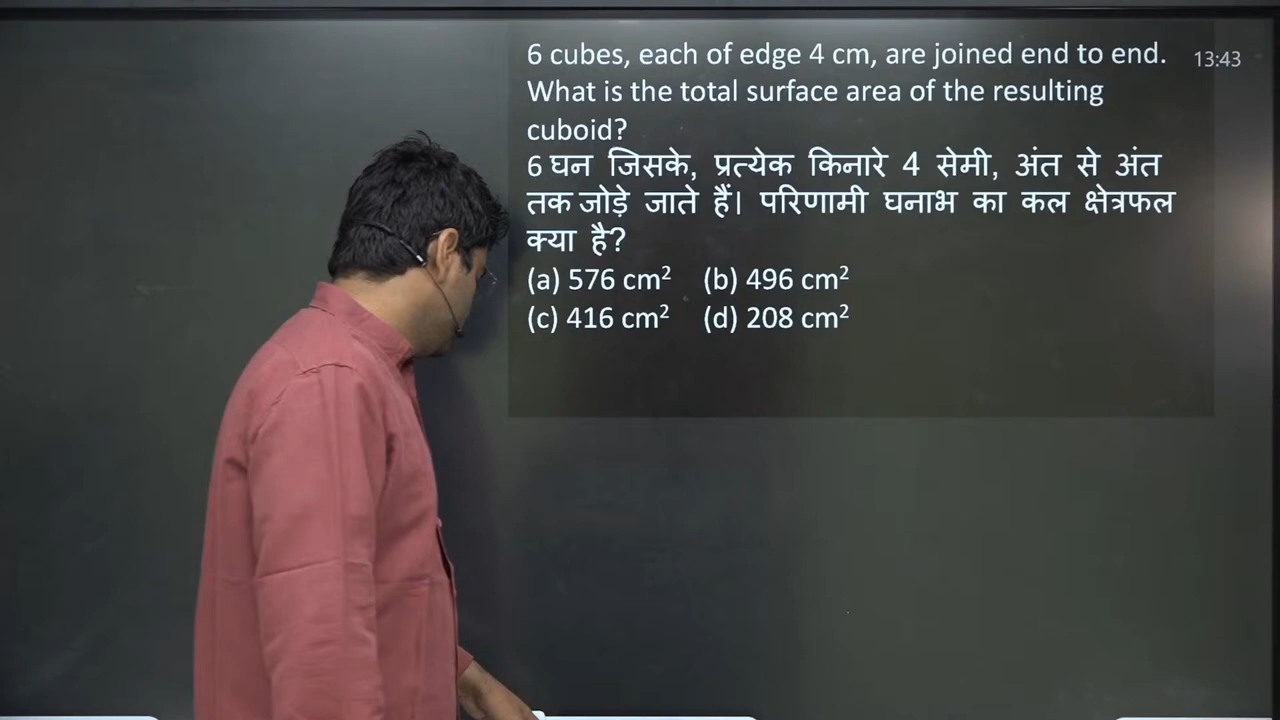 6 cubes, each of edge 4 cm, are joined end to end.
13:43
What is the total surface area of the resulting
cuboid?
6 घन जिसके, प्रत्येक किनारे 4 सेमी, अंत से अंत
तक जोड़े जाते हैं। परिणामी घनाभ का कल क्षेत्रफल
क्या है?
(a) 576 cm² (b) 496 cm²
(c) 416 cm² (d) 208 cm²